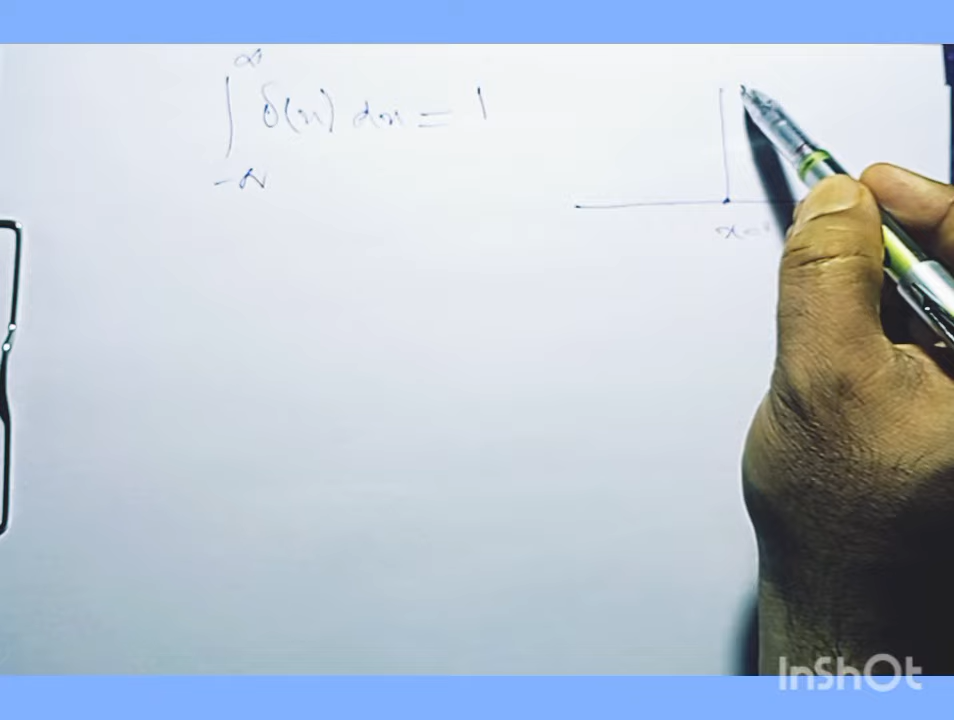 ∞
∫ δ(x) dx = 1
-∞
x=
InShOt